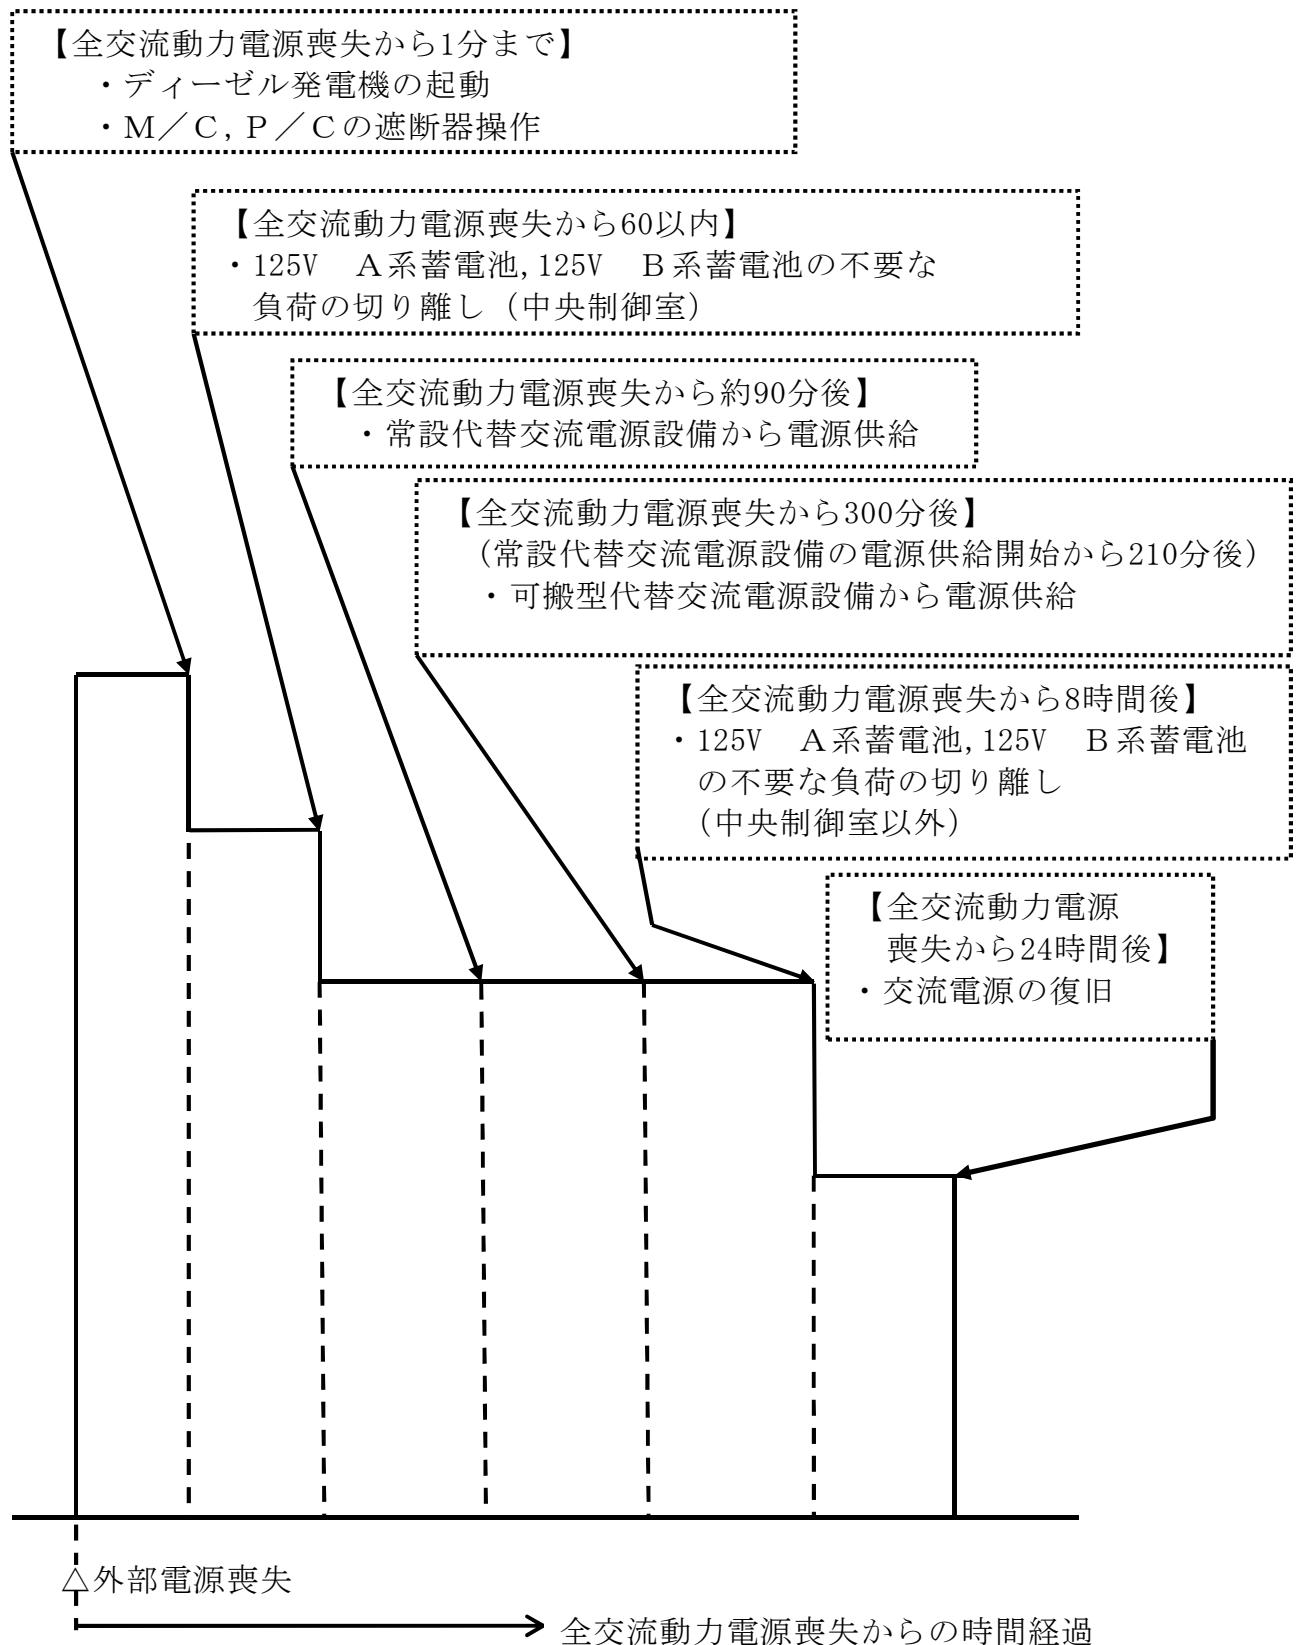 【全交流動力電源喪失から1分まで】
・ディーゼル発電機の起動
・M/C,P/Cの遮断器操作
【全交流動力電源喪失から60以内】
・125V A系蓄電池,125V B系蓄電池の不要な
負荷の切り離し(中央制御室)
【全交流動力電源喪失から約90分後】
・常設代替交流電源設備から電源供給
【全交流動力電源喪失から300分後】
(常設代替交流電源設備の電源供給開始から210分後)
・可搬型代替交流電源設備から電源供給
【全交流動力電源喪失から8時間後】
・125V A系蓄電池,125V B系蓄電池
の不要な負荷の切り離し
(中央制御室以外)
【全交流動力電源
喪失から24時間後】
・交流電源の復旧
△外部電源喪失
全交流動力電源喪失からの時間経過